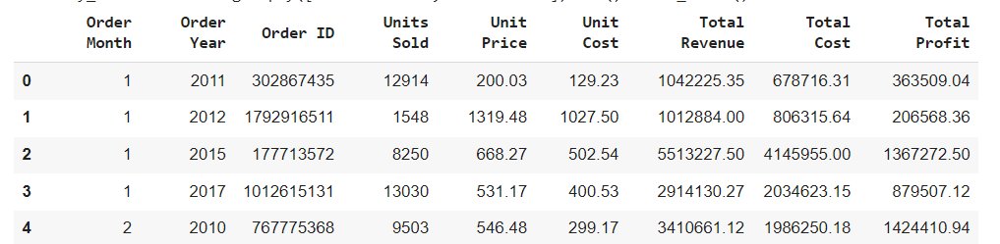 Order Order Order ID Units Unit Unit Total Total Total
Month Year Sold Price Cost Revenue Cost Profit
0 1 2011 302867435 12914 200.03 129.23 1042225.35 678716.31 363509.04
1 1 2012 1792916511 1548 1319.48 1027.50 1012884.00 806315.64 206568.36
2 1 2015 177713572 8250 668.27 502.54 5513227.50 4145955.00 1367272.50
3 1 2017 1012615131 13030 531.17 400.53 2914130.27 2034623.15 879507.12
4 2 2010 767775368 9503 546.48 299.17 3410661.12 1986250.18 1424410.94